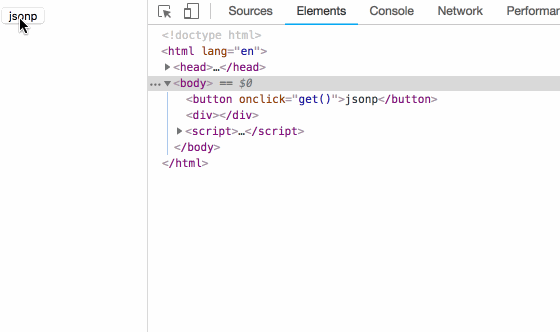 jsonp
Sources Elements Console Network Performa
<!doctype html>
<html lang="en">
▶<head>…</head>
…▼<body> == $0
<button onclick="get()">jsonp</button>
<div></div>
▶<script>…</script>
</body>
</html>